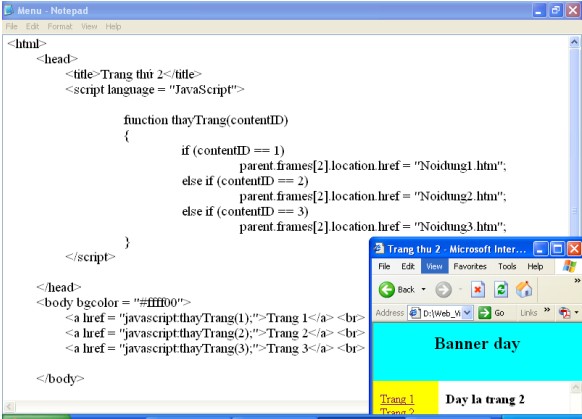 Menu - Notepad
File Edit Format View Help
<html>
<head>
<title>Trang thứ 2</title>
<script language = "JavaScript">
function thayTrang(contentID)
{
if (contentID == 1)
parent.frames[2].location.href = "Noidung1.htm";
else if (contentID == 2)
parent.frames[2].location.href = "Noidung2.htm";
else if (contentID == 3)
parent.frames[2].location.href = "Noidung3.htm";
}
</script>
</head>
<body bgcolor = "#ffff00">
<a href = "javascript:thayTrang(1);">Trang 1</a> <br>
<a href = "javascript:thayTrang(2);">Trang 2</a> <br>
<a href = "javascript:thayTrang(3);">Trang 3</a> <br>
</body>
Trang thu 2 - Microsoft Inter...
File Edit View Favorites Tools Help
Back
Address D:\Web_Vi Go Links »
Banner day
Trang 1
Day la trang 2
Trang 2